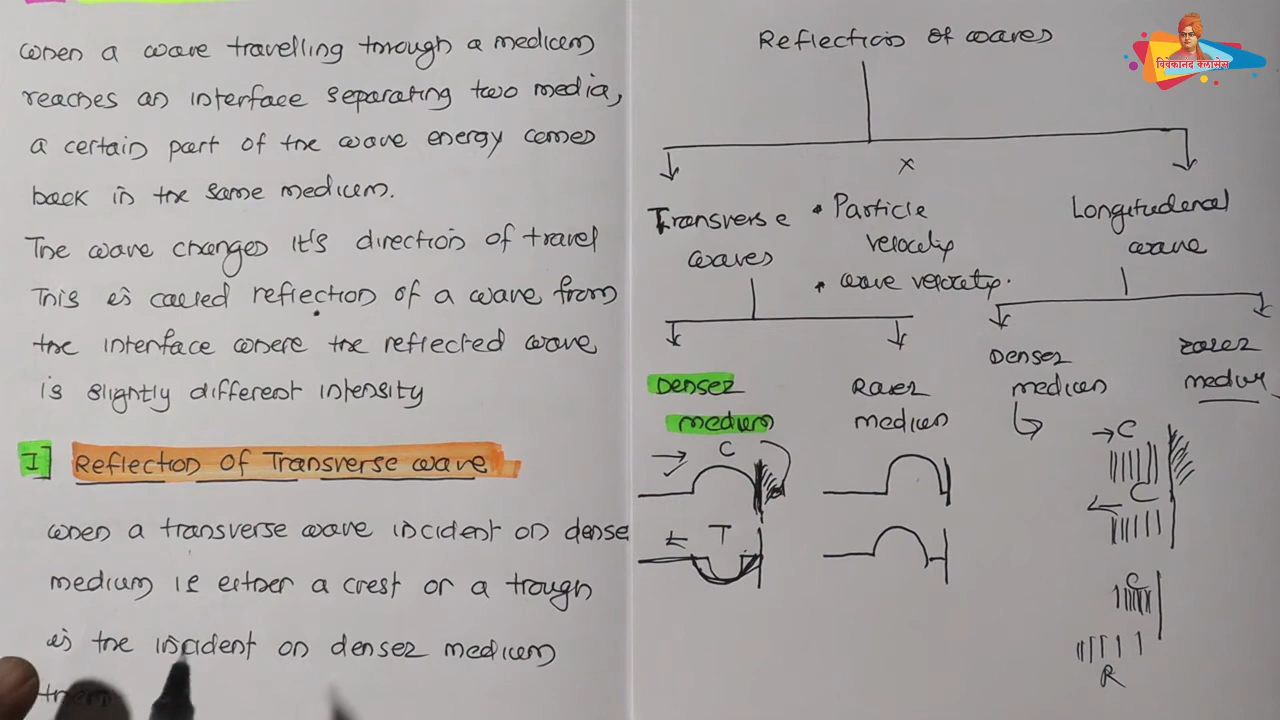 when a wave travelling through a medium
reaches an interface separating two media,
a certain part of the wave energy comes
back in the same medium.
The wave changes it's direction of travel
This is called reflection of a wave from
the interface where the reflected wave
is slightly different intensity
I] Reflection of Transverse wave
when a transverse wave incident on dense
medium ie either a crest or a trough
is the incident on denser medium
then
Reflection of waves
x
Transverse
waves
• Particle
velocity
• wave velocity.
Longitudenal
wave
Denser
medium
Rarer
medium
Denser
medium
rarer
medium
C
T
C
C
C
R
विवेकानंद क्लासेस